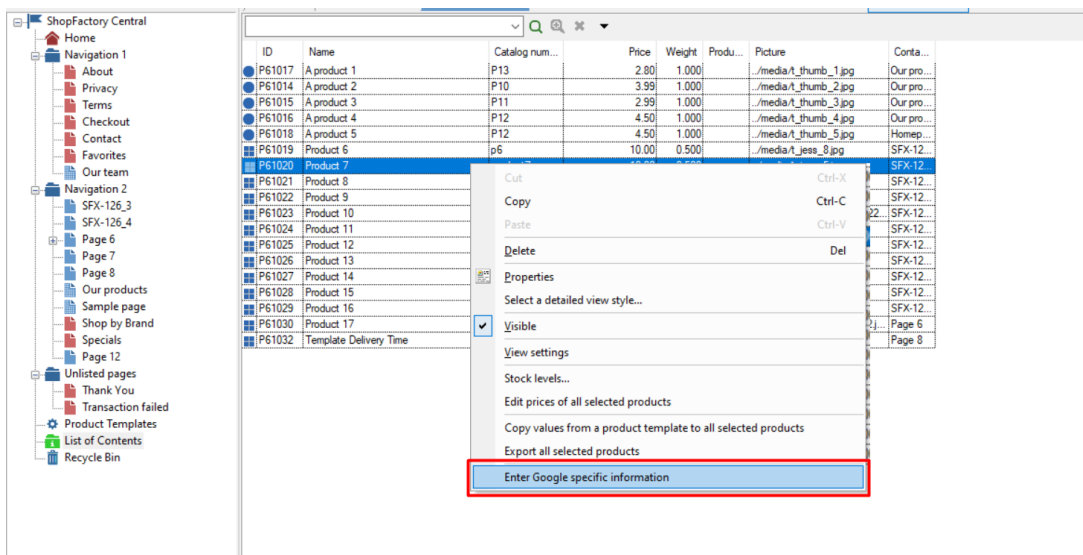 ShopFactory Central
Home
Navigation 1
About
Privacy
Terms
Checkout
Contact
Favorites
Our team
Navigation 2
SFX-126_3
SFX-126_4
Page 6
Page 7
Page 8
Our products
Sample page
Shop by Brand
Specials
Page 12
Unlisted pages
Thank You
Transaction failed
Product Templates
List of Contents
Recycle Bin
ID Name Catalog num... Price Weight Produ... Picture Conta...
P61017 A product 1 P13 2.80 1.000 ../media/t_thumb_1.jpg Our pro...
P61014 A product 2 P10 3.99 1.000 ../media/t_thumb_2.jpg Our pro...
P61015 A product 3 P11 2.99 1.000 ../media/t_thumb_3.jpg Our pro...
P61016 A product 4 P12 4.50 1.000 ../media/t_thumb_4.jpg Our pro...
P61018 A product 5 P12 4.50 1.000 ../media/t_thumb_5.jpg Homep...
P61019 Product 6 p6 10.00 0.500 ../media/t_jess_8.jpg SFX-12...
P61020 Product 7 SFX-12...
P61021 Product 8 SFX-12...
P61022 Product 9 SFX-12...
P61023 Product 10 22... SFX-12...
P61024 Product 11 SFX-12...
P61025 Product 12 SFX-12...
P61026 Product 13 SFX-12...
P61027 Product 14 SFX-12...
P61028 Product 15 SFX-12...
P61029 Product 16 SFX-12...
P61030 Product 17 2.j... Page 6
P61032 Template Delivery Time Page 8
Cut Ctrl-X
Copy Ctrl-C
Paste Ctrl-V
Delete Del
Properties
Select a detailed view style...
Visible
View settings
Stock levels...
Edit prices of all selected products
Copy values from a product template to all selected products
Export all selected products
Enter Google specific information